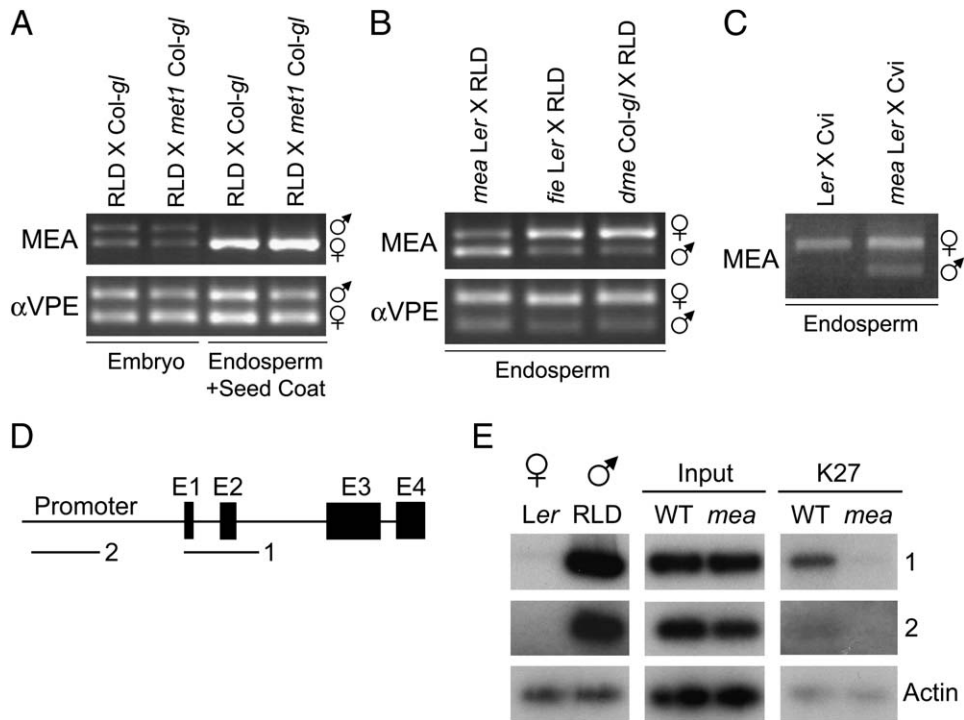 A
RLD X Col-gl
RLD X met1 Col-gl
RLD X Col-gl
RLD X met1 Col-gl
MEA
♂
♀
αVPE
♂
♀
Embryo
Endosperm
+Seed Coat
B
mea Ler X RLD
fie Ler X RLD
dme Col-gl X RLD
MEA
♀
♂
αVPE
♀
♂
Endosperm
C
Ler X Cvi
mea Ler X Cvi
MEA
♀
♂
Endosperm
D
Promoter
E1 E2 E3 E4
2
1
E
♀ ♂ Input K27
Ler RLD WT mea WT mea
1
2
Actin